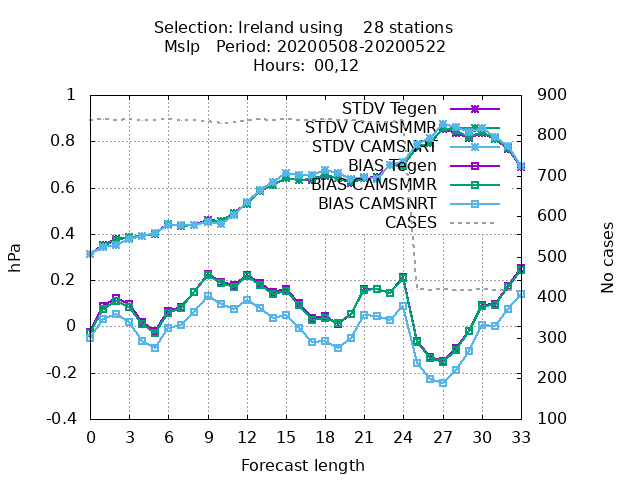 Selection: Ireland using    28 stations
Mslp   Period: 20200508-20200522
Hours:  00,12
1
0.8
0.6
0.4
0.2
0
-0.2
-0.4
hPa
STDV Tegen
STDV CAMSMMR
STDV CAMSNRT
BIAS Tegen
BIAS CAMSMMR
BIAS CAMSNRT
CASES
900
800
700
600
500
400
300
200
100
No cases
0 3 6 9 12 15 18 21 24 27 30 33
Forecast length